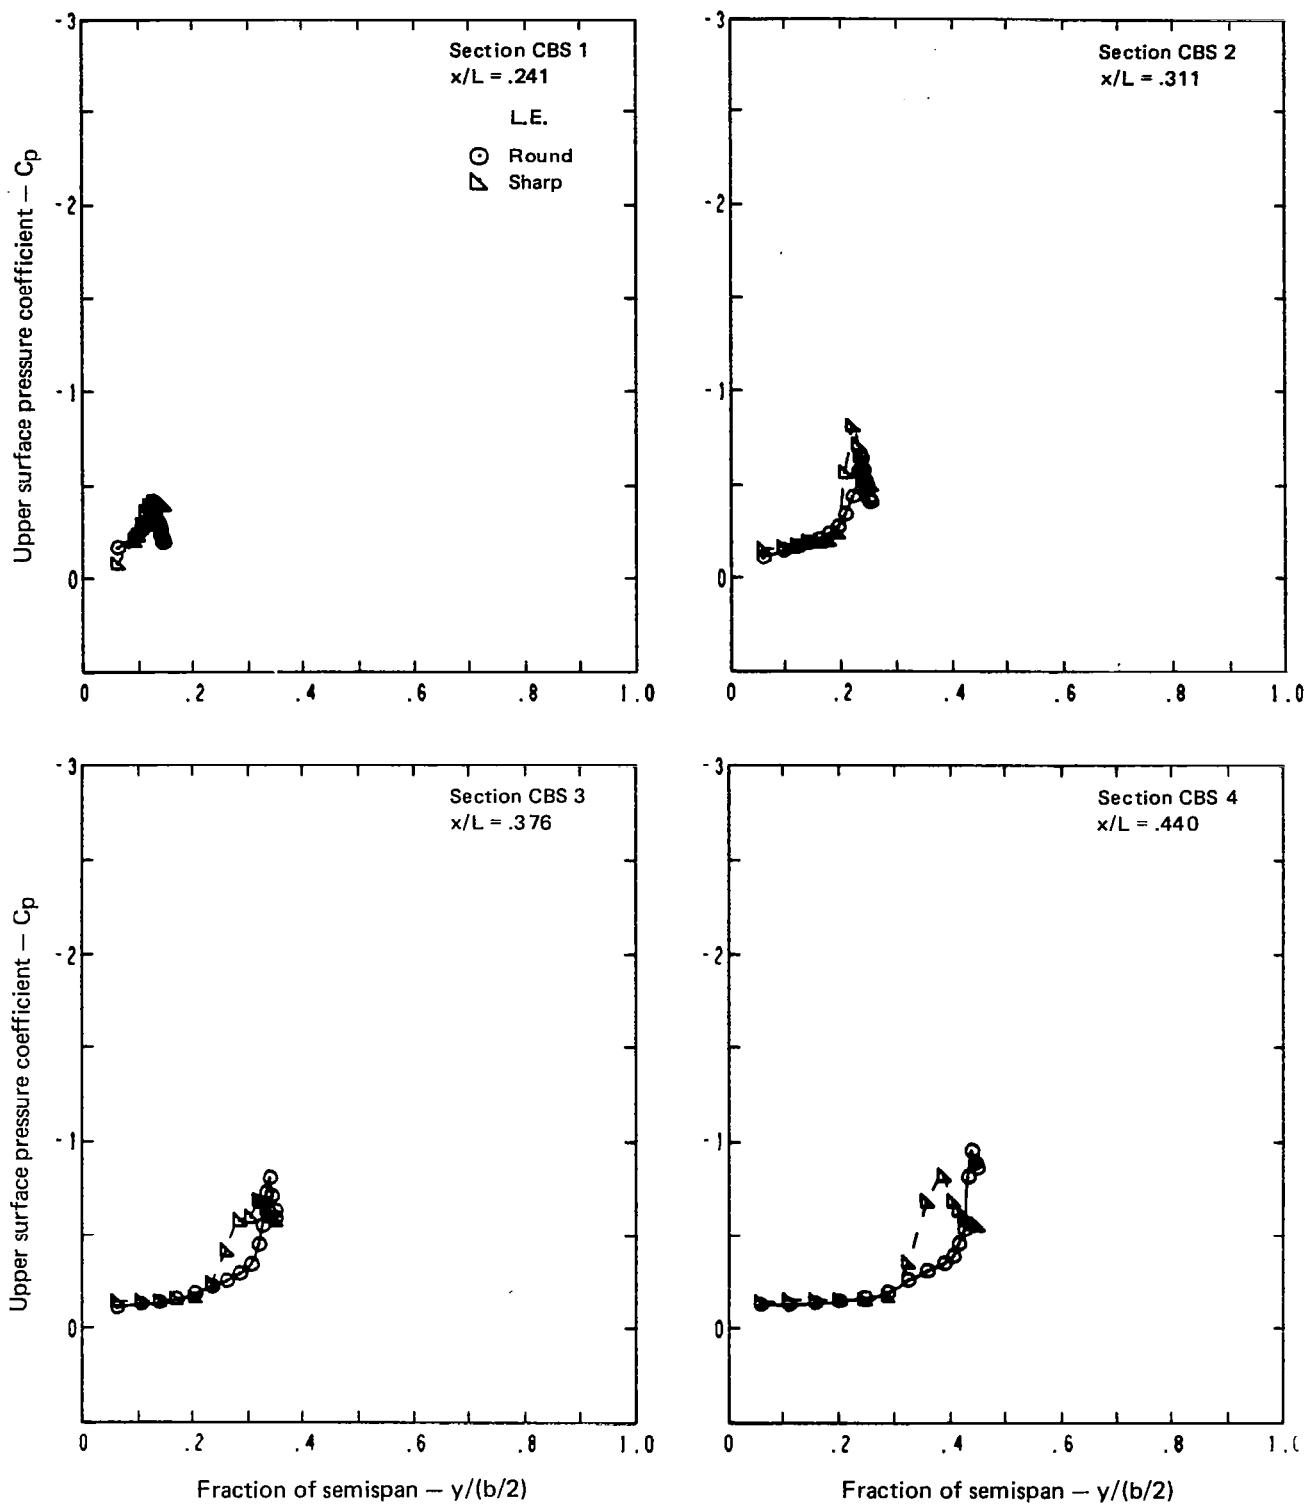 Upper surface pressure coefficient — Cp
-3
-2
-1
0
Section CBS 1
x/L = .241
L.E.
Round
Sharp
0 .2 .4 .6 .8 1.0
-3
-2
-1
0
Section CBS 2
x/L = .311
0 .2 .4 .6 .8 1.0
Upper surface pressure coefficient — Cp
-3
-2
-1
0
Section CBS 3
x/L = .376
0 .2 .4 .6 .8 1.0
Fraction of semispan — y/(b/2)
-3
-2
-1
0
Section CBS 4
x/L = .440
0 .2 .4 .6 .8 1.0
Fraction of semispan — y/(b/2)